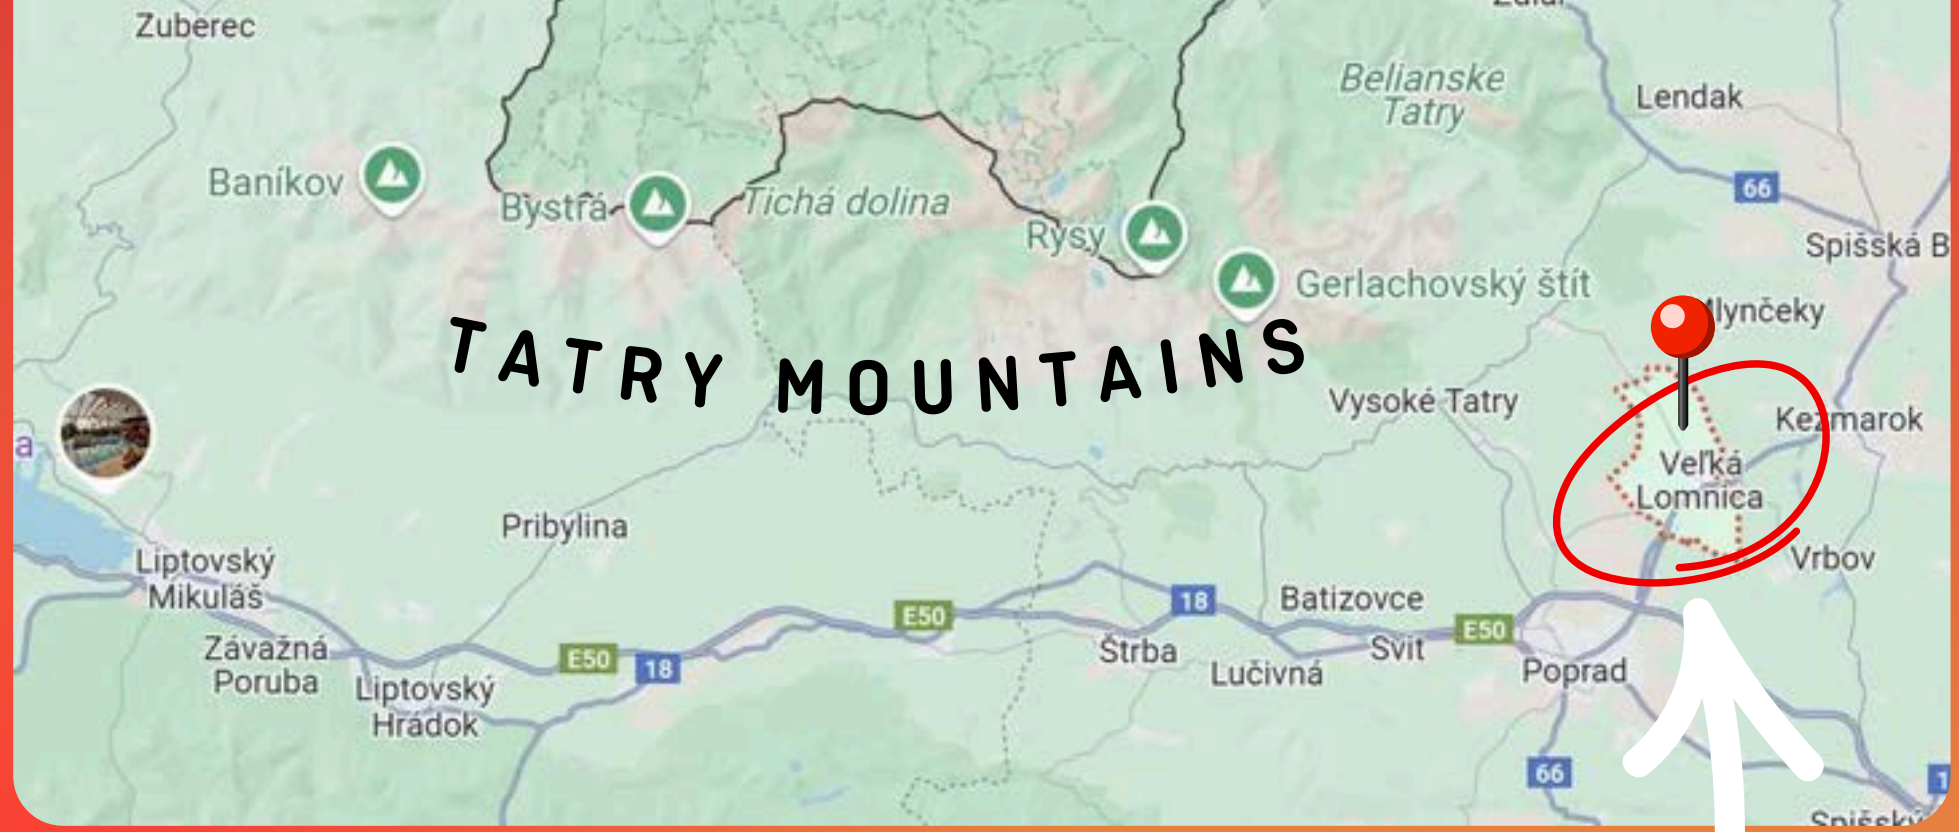 Zuberec
Belianske
Tatry
Lendak
66
Baníkov
Bystrá
Tichá dolina
Rysy
Gerlachovský štít
Spišská B
Mlynčeky
TATRY MOUNTAINS
Vysoké Tatry
Kežmarok
a
Veľká
Lomnica
Pribylina
Liptovský
Mikuláš
Vrbov
E50
18
Batizovce
E50
Závažná
Poruba
E50
18
Štrba
Svit
Lučivná
Poprad
Liptovský
Hrádok
66
1